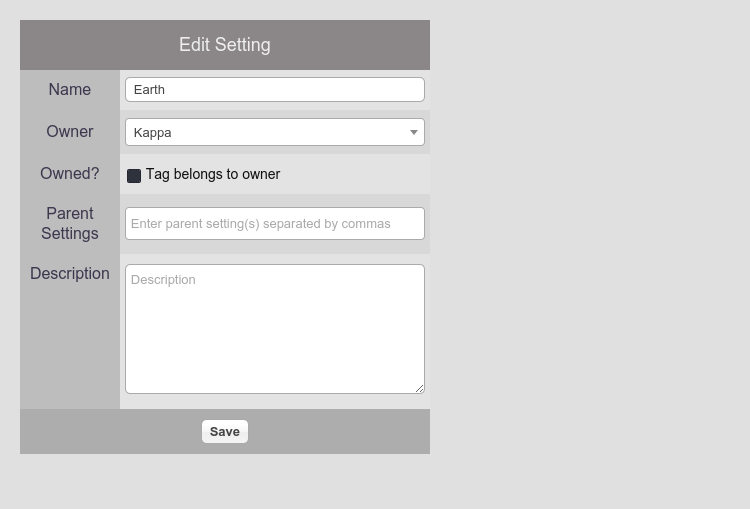 Edit Setting
Name
Earth
Owner
Kappa
Owned?
Tag belongs to owner
Parent
Settings
Enter parent setting(s) separated by commas
Description
Description
Save